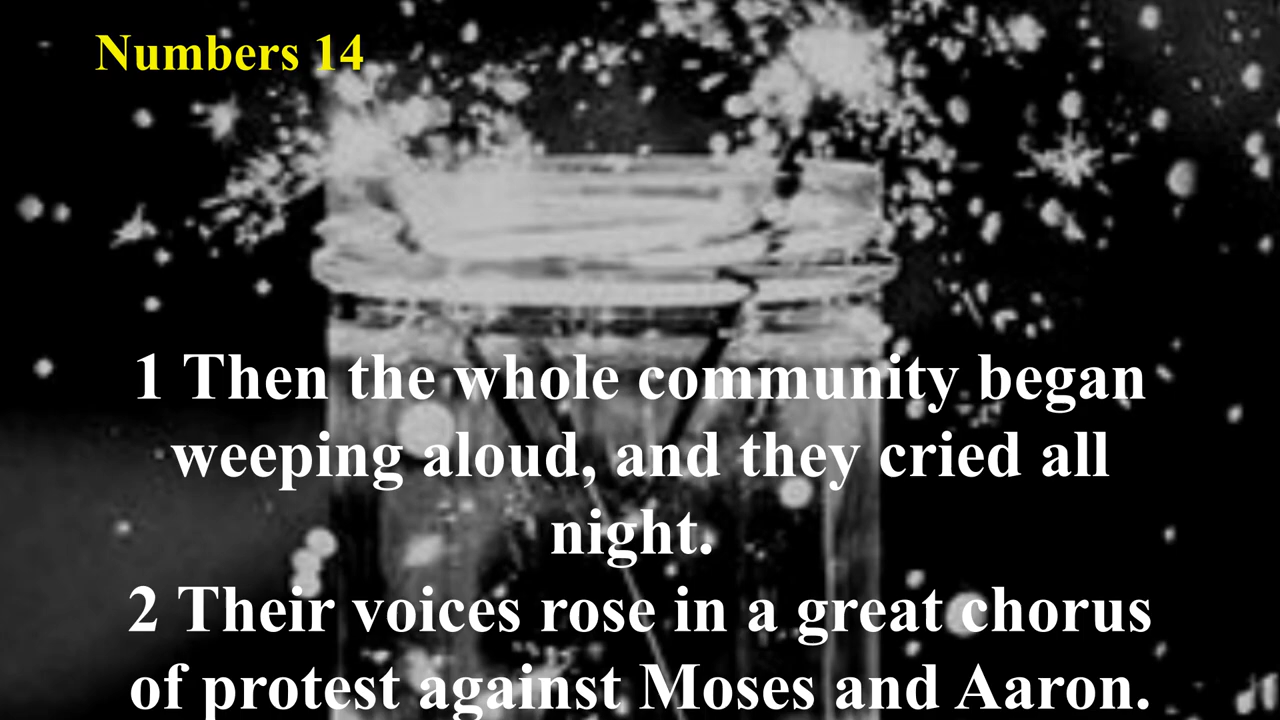 Numbers 14
1 Then the whole community began
weeping aloud, and they cried all
night.
2 Their voices rose in a great chorus
of protest against Moses and Aaron.